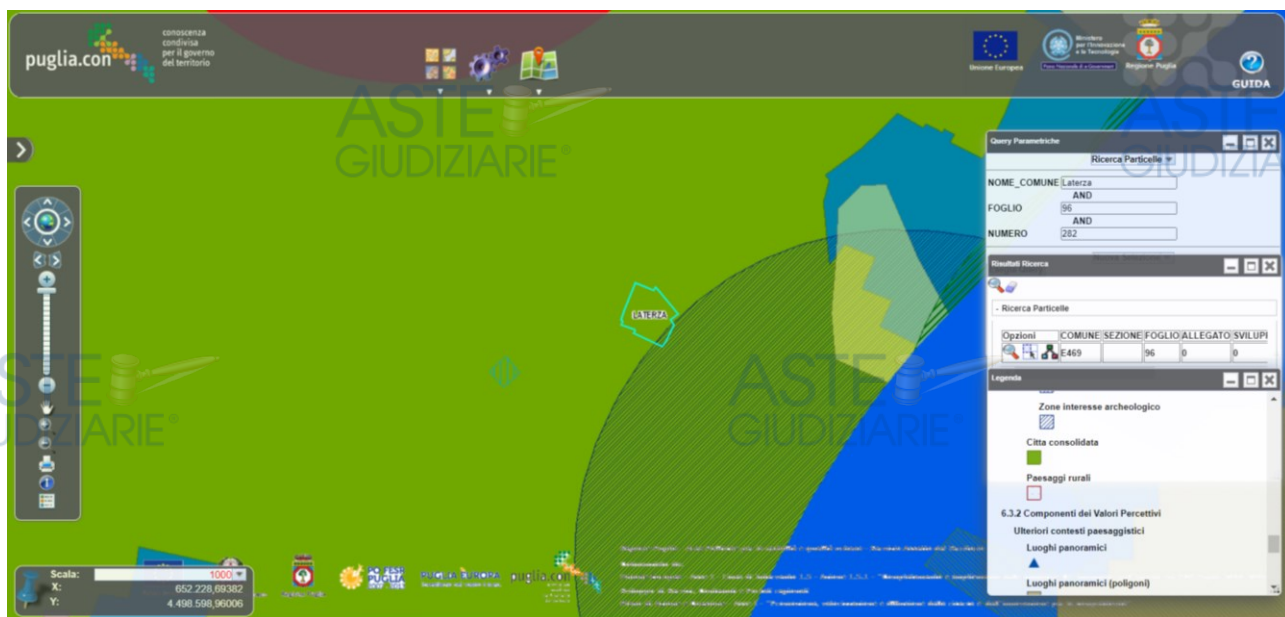 puglia.con
conoscenza
condivisa
per il governo
del territorio
Unione Europea
Ministero
per l'Innovazione
e le Tecnologie
Regione Puglia
GUIDA
ASTE
GIUDIZIARIE®
Query Parametriche
Ricerca Particelle
NOME_COMUNE Laterza
AND
FOGLIO 96
AND
NUMERO 282
Risultati Ricerca
- Ricerca Particelle
Opzioni COMUNE SEZIONE FOGLIO ALLEGATO SVILUPI
E469 96 0 0
LATERZA
Legenda
Zone interesse archeologico
Citta consolidata
Paesaggi rurali
6.3.2 Componenti dei Valori Percettivi
Ulteriori contesti paesaggistici
Luoghi panoramici
Luoghi panoramici (poligoni)
ASTE
GIUDIZIARIE®
Scala: 1000
X: 652.228,69382
Y: 4.498.598,96006
PUGLIA EUROPA
puglia.con